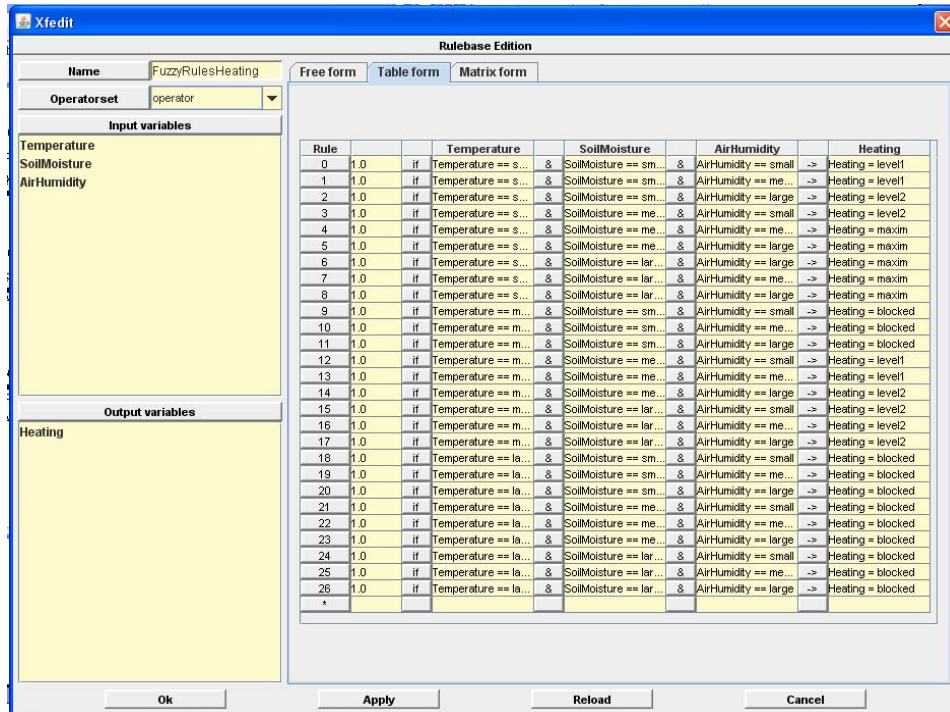 Xfedit
Rulebase Edition
Name FuzzyRulesHeating
Operatorset operator
Input variables
Temperature
SoilMoisture
AirHumidity
Output variables
Heating
Free form Table form Matrix form
Rule Temperature SoilMoisture AirHumidity Heating
0 1.0 if Temperature == s... & SoilMoisture == sm... & AirHumidity == small -> Heating = level1
1 1.0 if Temperature == s... & SoilMoisture == sm... & AirHumidity == me... -> Heating = level1
2 1.0 if Temperature == s... & SoilMoisture == sm... & AirHumidity == large -> Heating = level2
3 1.0 if Temperature == s... & SoilMoisture == me... & AirHumidity == small -> Heating = level2
4 1.0 if Temperature == s... & SoilMoisture == me... & AirHumidity == me... -> Heating = maxim
5 1.0 if Temperature == s... & SoilMoisture == me... & AirHumidity == large -> Heating = maxim
6 1.0 if Temperature == s... & SoilMoisture == lar... & AirHumidity == large -> Heating = maxim
7 1.0 if Temperature == s... & SoilMoisture == lar... & AirHumidity == me... -> Heating = maxim
8 1.0 if Temperature == s... & SoilMoisture == lar... & AirHumidity == large -> Heating = maxim
9 1.0 if Temperature == m... & SoilMoisture == sm... & AirHumidity == small -> Heating = blocked
10 1.0 if Temperature == m... & SoilMoisture == sm... & AirHumidity == me... -> Heating = blocked
11 1.0 if Temperature == m... & SoilMoisture == sm... & AirHumidity == large -> Heating = blocked
12 1.0 if Temperature == m... & SoilMoisture == me... & AirHumidity == small -> Heating = level1
13 1.0 if Temperature == m... & SoilMoisture == me... & AirHumidity == me... -> Heating = level1
14 1.0 if Temperature == m... & SoilMoisture == me... & AirHumidity == large -> Heating = level2
15 1.0 if Temperature == m... & SoilMoisture == lar... & AirHumidity == small -> Heating = level2
16 1.0 if Temperature == m... & SoilMoisture == lar... & AirHumidity == me... -> Heating = level2
17 1.0 if Temperature == m... & SoilMoisture == lar... & AirHumidity == large -> Heating = level2
18 1.0 if Temperature == la... & SoilMoisture == sm... & AirHumidity == small -> Heating = blocked
19 1.0 if Temperature == la... & SoilMoisture == sm... & AirHumidity == me... -> Heating = blocked
20 1.0 if Temperature == la... & SoilMoisture == sm... & AirHumidity == large -> Heating = blocked
21 1.0 if Temperature == la... & SoilMoisture == me... & AirHumidity == small -> Heating = blocked
22 1.0 if Temperature == la... & SoilMoisture == me... & AirHumidity == me... -> Heating = blocked
23 1.0 if Temperature == la... & SoilMoisture == me... & AirHumidity == large -> Heating = blocked
24 1.0 if Temperature == la... & SoilMoisture == lar... & AirHumidity == small -> Heating = blocked
25 1.0 if Temperature == la... & SoilMoisture == lar... & AirHumidity == me... -> Heating = blocked
26 1.0 if Temperature == la... & SoilMoisture == lar... & AirHumidity == large -> Heating = blocked
*
Ok Apply Reload Cancel